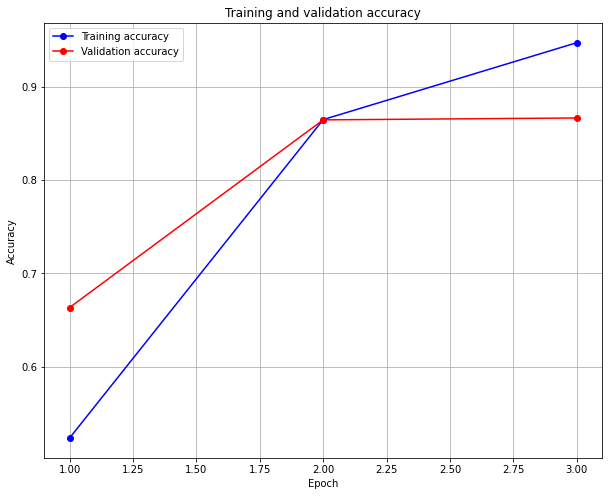 Training and validation accuracy
Training accuracy
Validation accuracy
Accuracy
0.9
0.8
0.7
0.6
1.00 1.25 1.50 1.75 2.00 2.25 2.50 2.75 3.00
Epoch